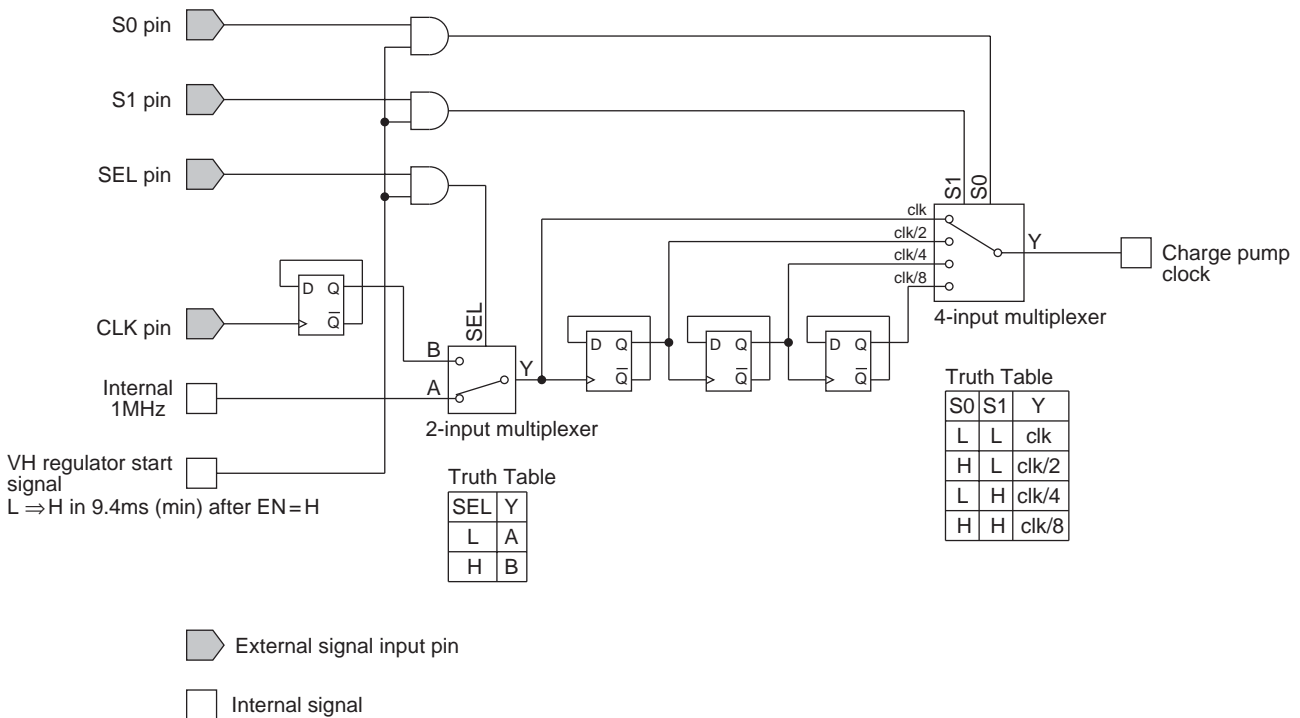 S0 pin
S1 pin
SEL pin
CLK pin
Internal
1MHz
VH regulator start
signal
L ⇒H in 9.4ms (min) after EN=H
D Q
Q̅
SEL
B
A
Y
2-input multiplexer
Truth Table
SEL Y
L A
H B
D Q
Q̅
D Q
Q̅
D Q
Q̅
S1
S0
clk
clk/2
clk/4
clk/8
Y
4-input multiplexer
Charge pump
clock
Truth Table
S0 S1 Y
L L clk
H L clk/2
L H clk/4
H H clk/8
External signal input pin
Internal signal